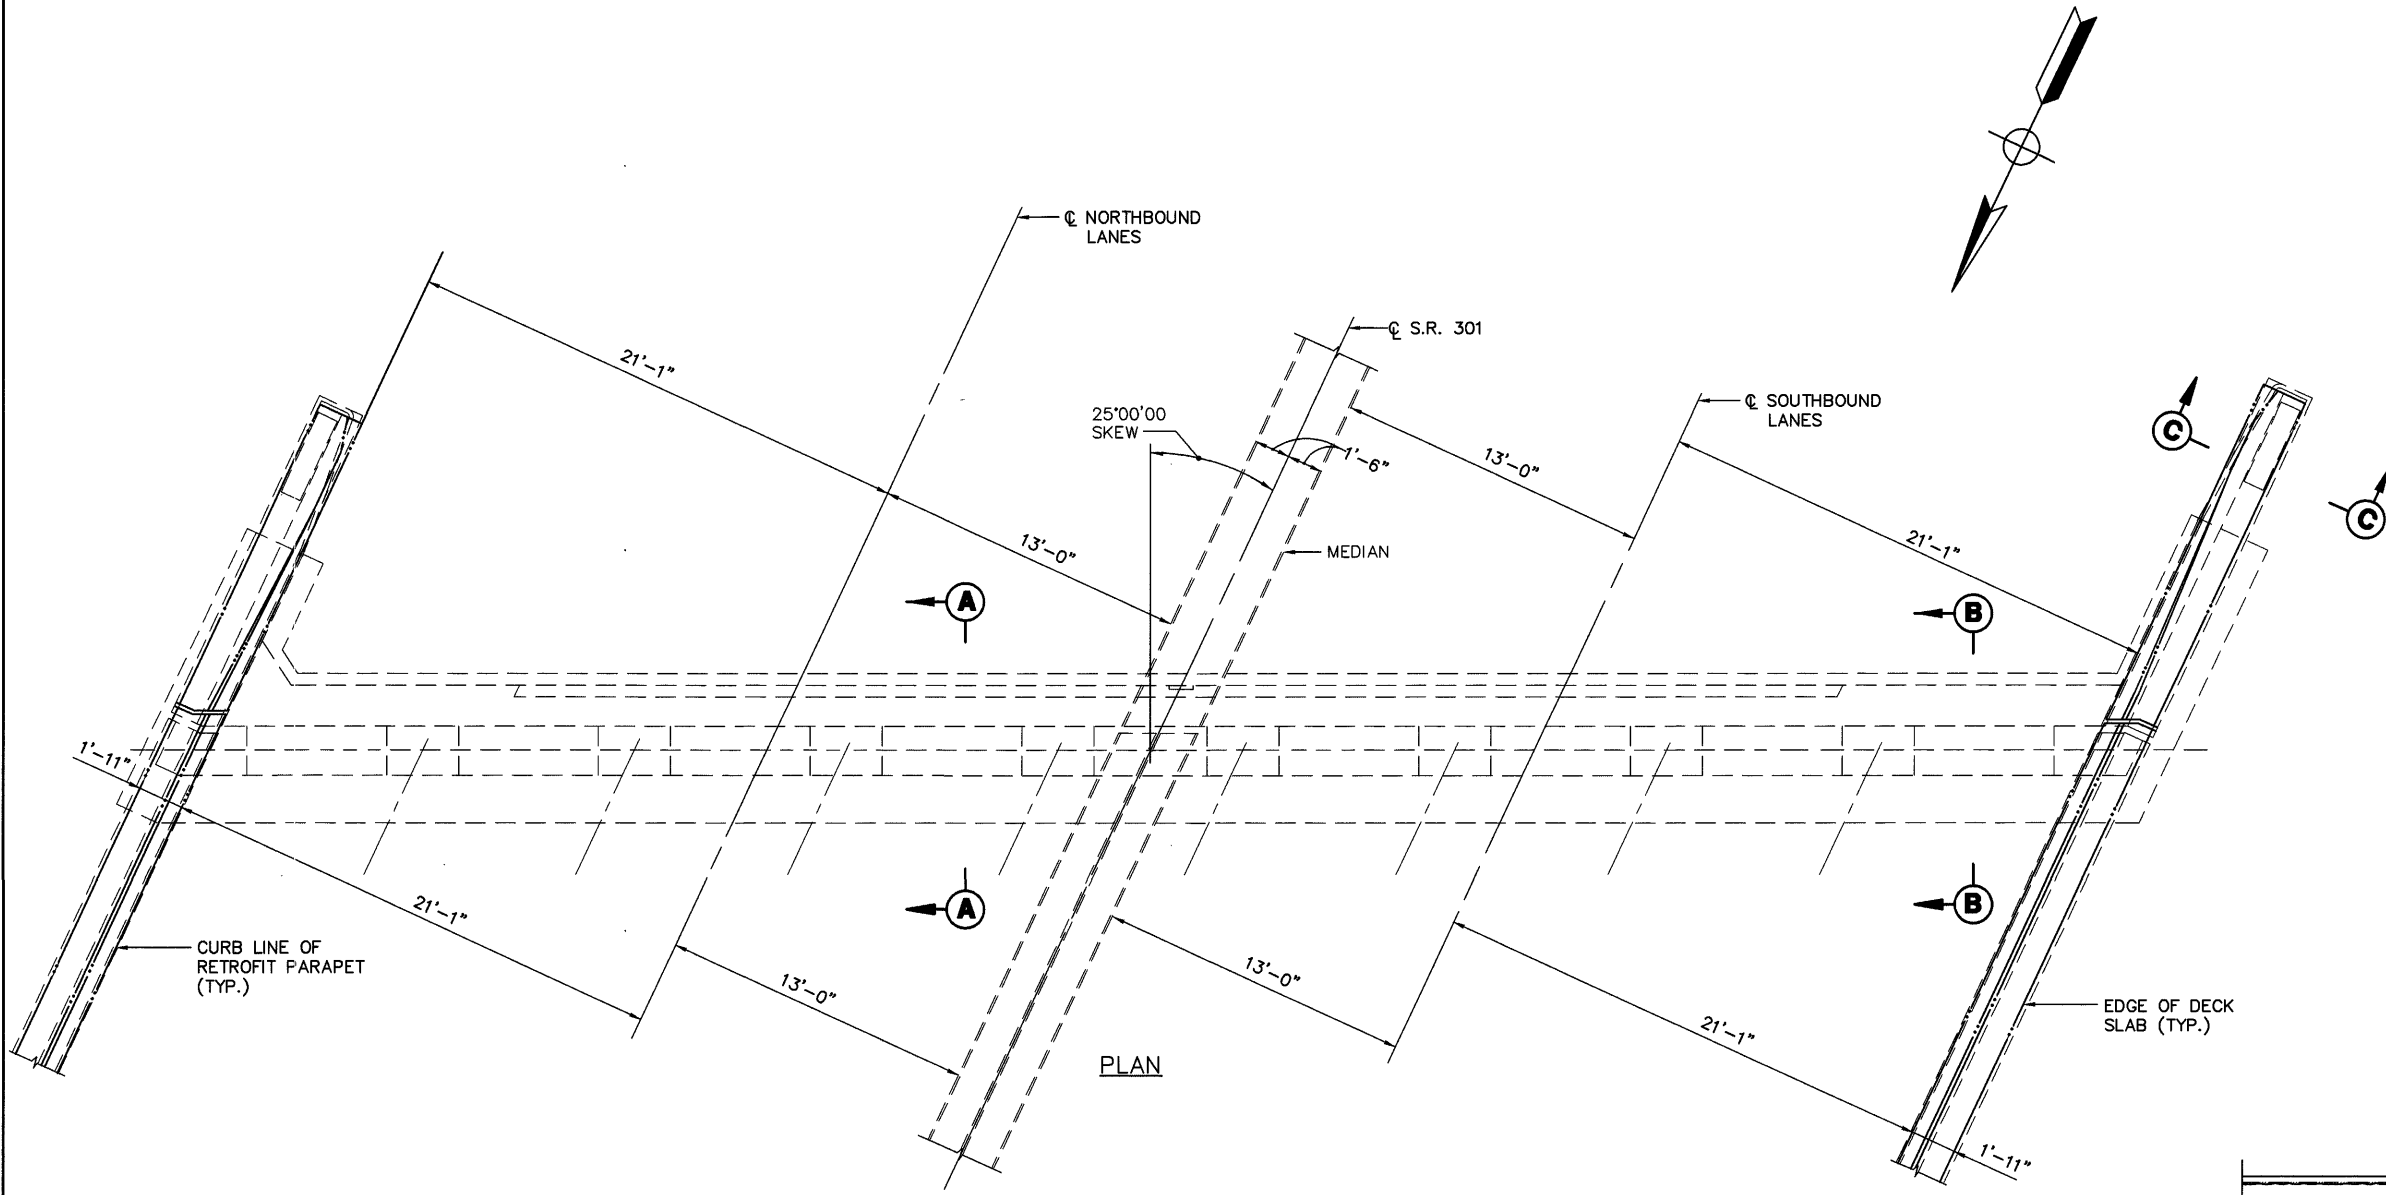 ℄ NORTHBOUND
LANES
℄ S.R. 301
21'-1"
25°00'00
SKEW
℄ SOUTHBOUND
LANES
1'-6"
13'-0"
21'-1"
13'-0"
MEDIAN
C
C
A
B
1'-11"
21'-1"
A
B
CURB LINE OF
RETROFIT PARAPET
(TYP.)
13'-0"
13'-0"
21'-1"
EDGE OF DECK
SLAB (TYP.)
PLAN
1'-11"